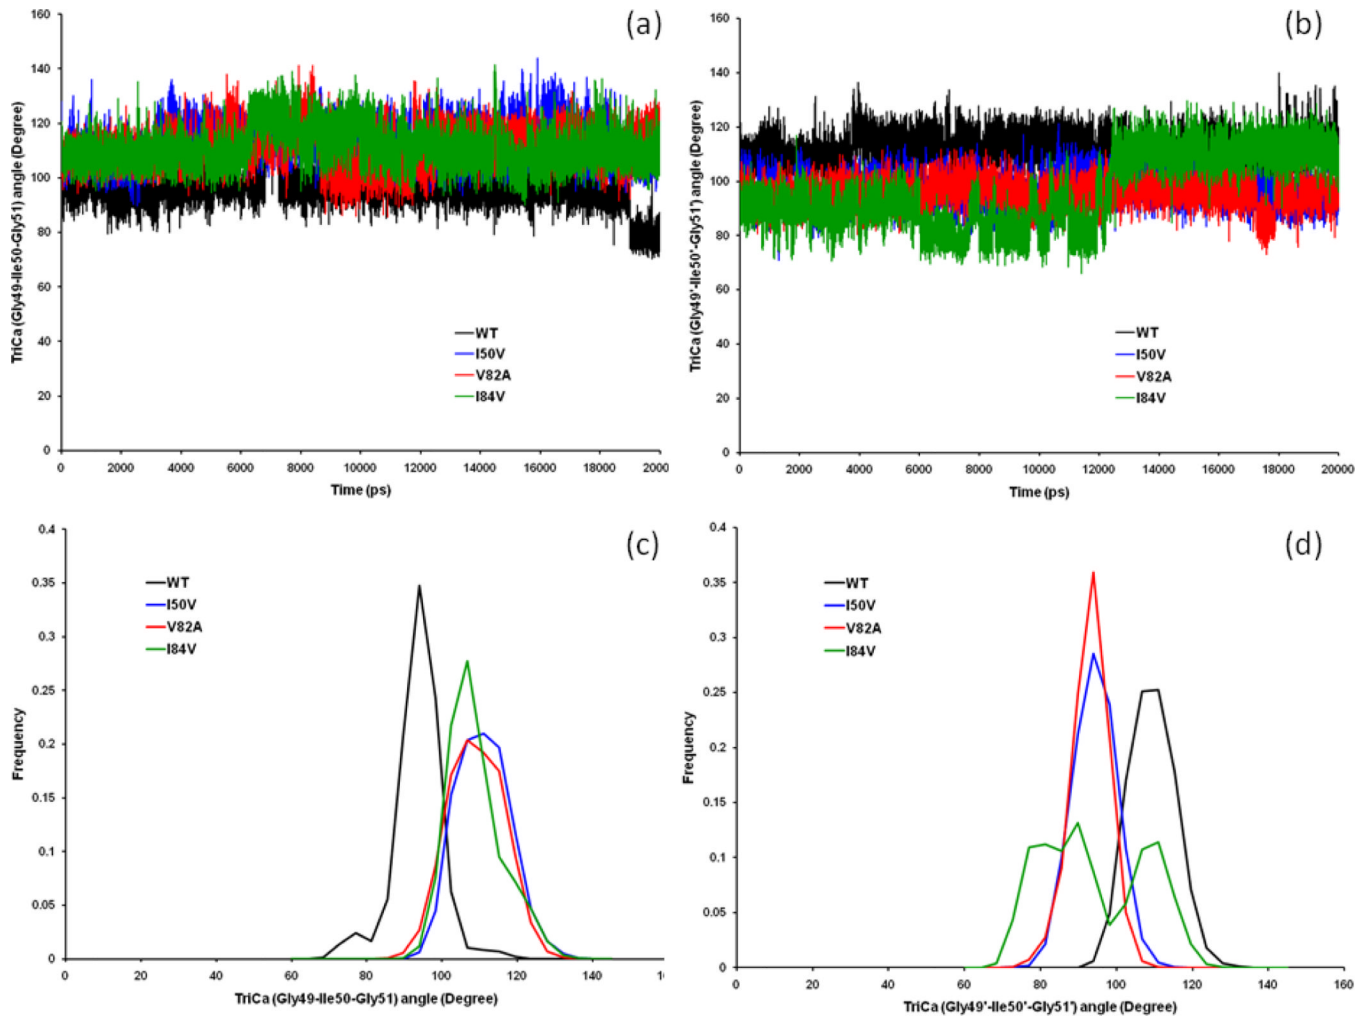 (a)
160
140
120
100
80
60
40
20
0
TriCa (Gly49-Ile50-Gly51) angle (Degree)
WT
I50V
V82A
I84V
0 2000 4000 6000 8000 10000 12000 14000 16000 18000 2000
Time (ps)
(b)
160
140
120
100
80
60
40
20
0
TriCa (Gly49'-Ile50'-Gly51') angle (Degree)
WT
I50V
V82A
I84V
0 2000 4000 6000 8000 10000 12000 14000 16000 18000 20000
Time (ps)
(c)
0.4
0.35
0.3
0.25
0.2
0.15
0.1
0.05
0
Frequency
WT
I50V
V82A
I84V
0 20 40 60 80 100 120 140
TriCa (Gly49-Ile50-Gly51) angle (Degree)
(d)
0.4
0.35
0.3
0.25
0.2
0.15
0.1
0.05
0
Frequency
WT
I50V
V82A
I84V
0 20 40 60 80 100 120 140 160
TriCa (Gly49'-Ile50'-Gly51') angle (Degree)